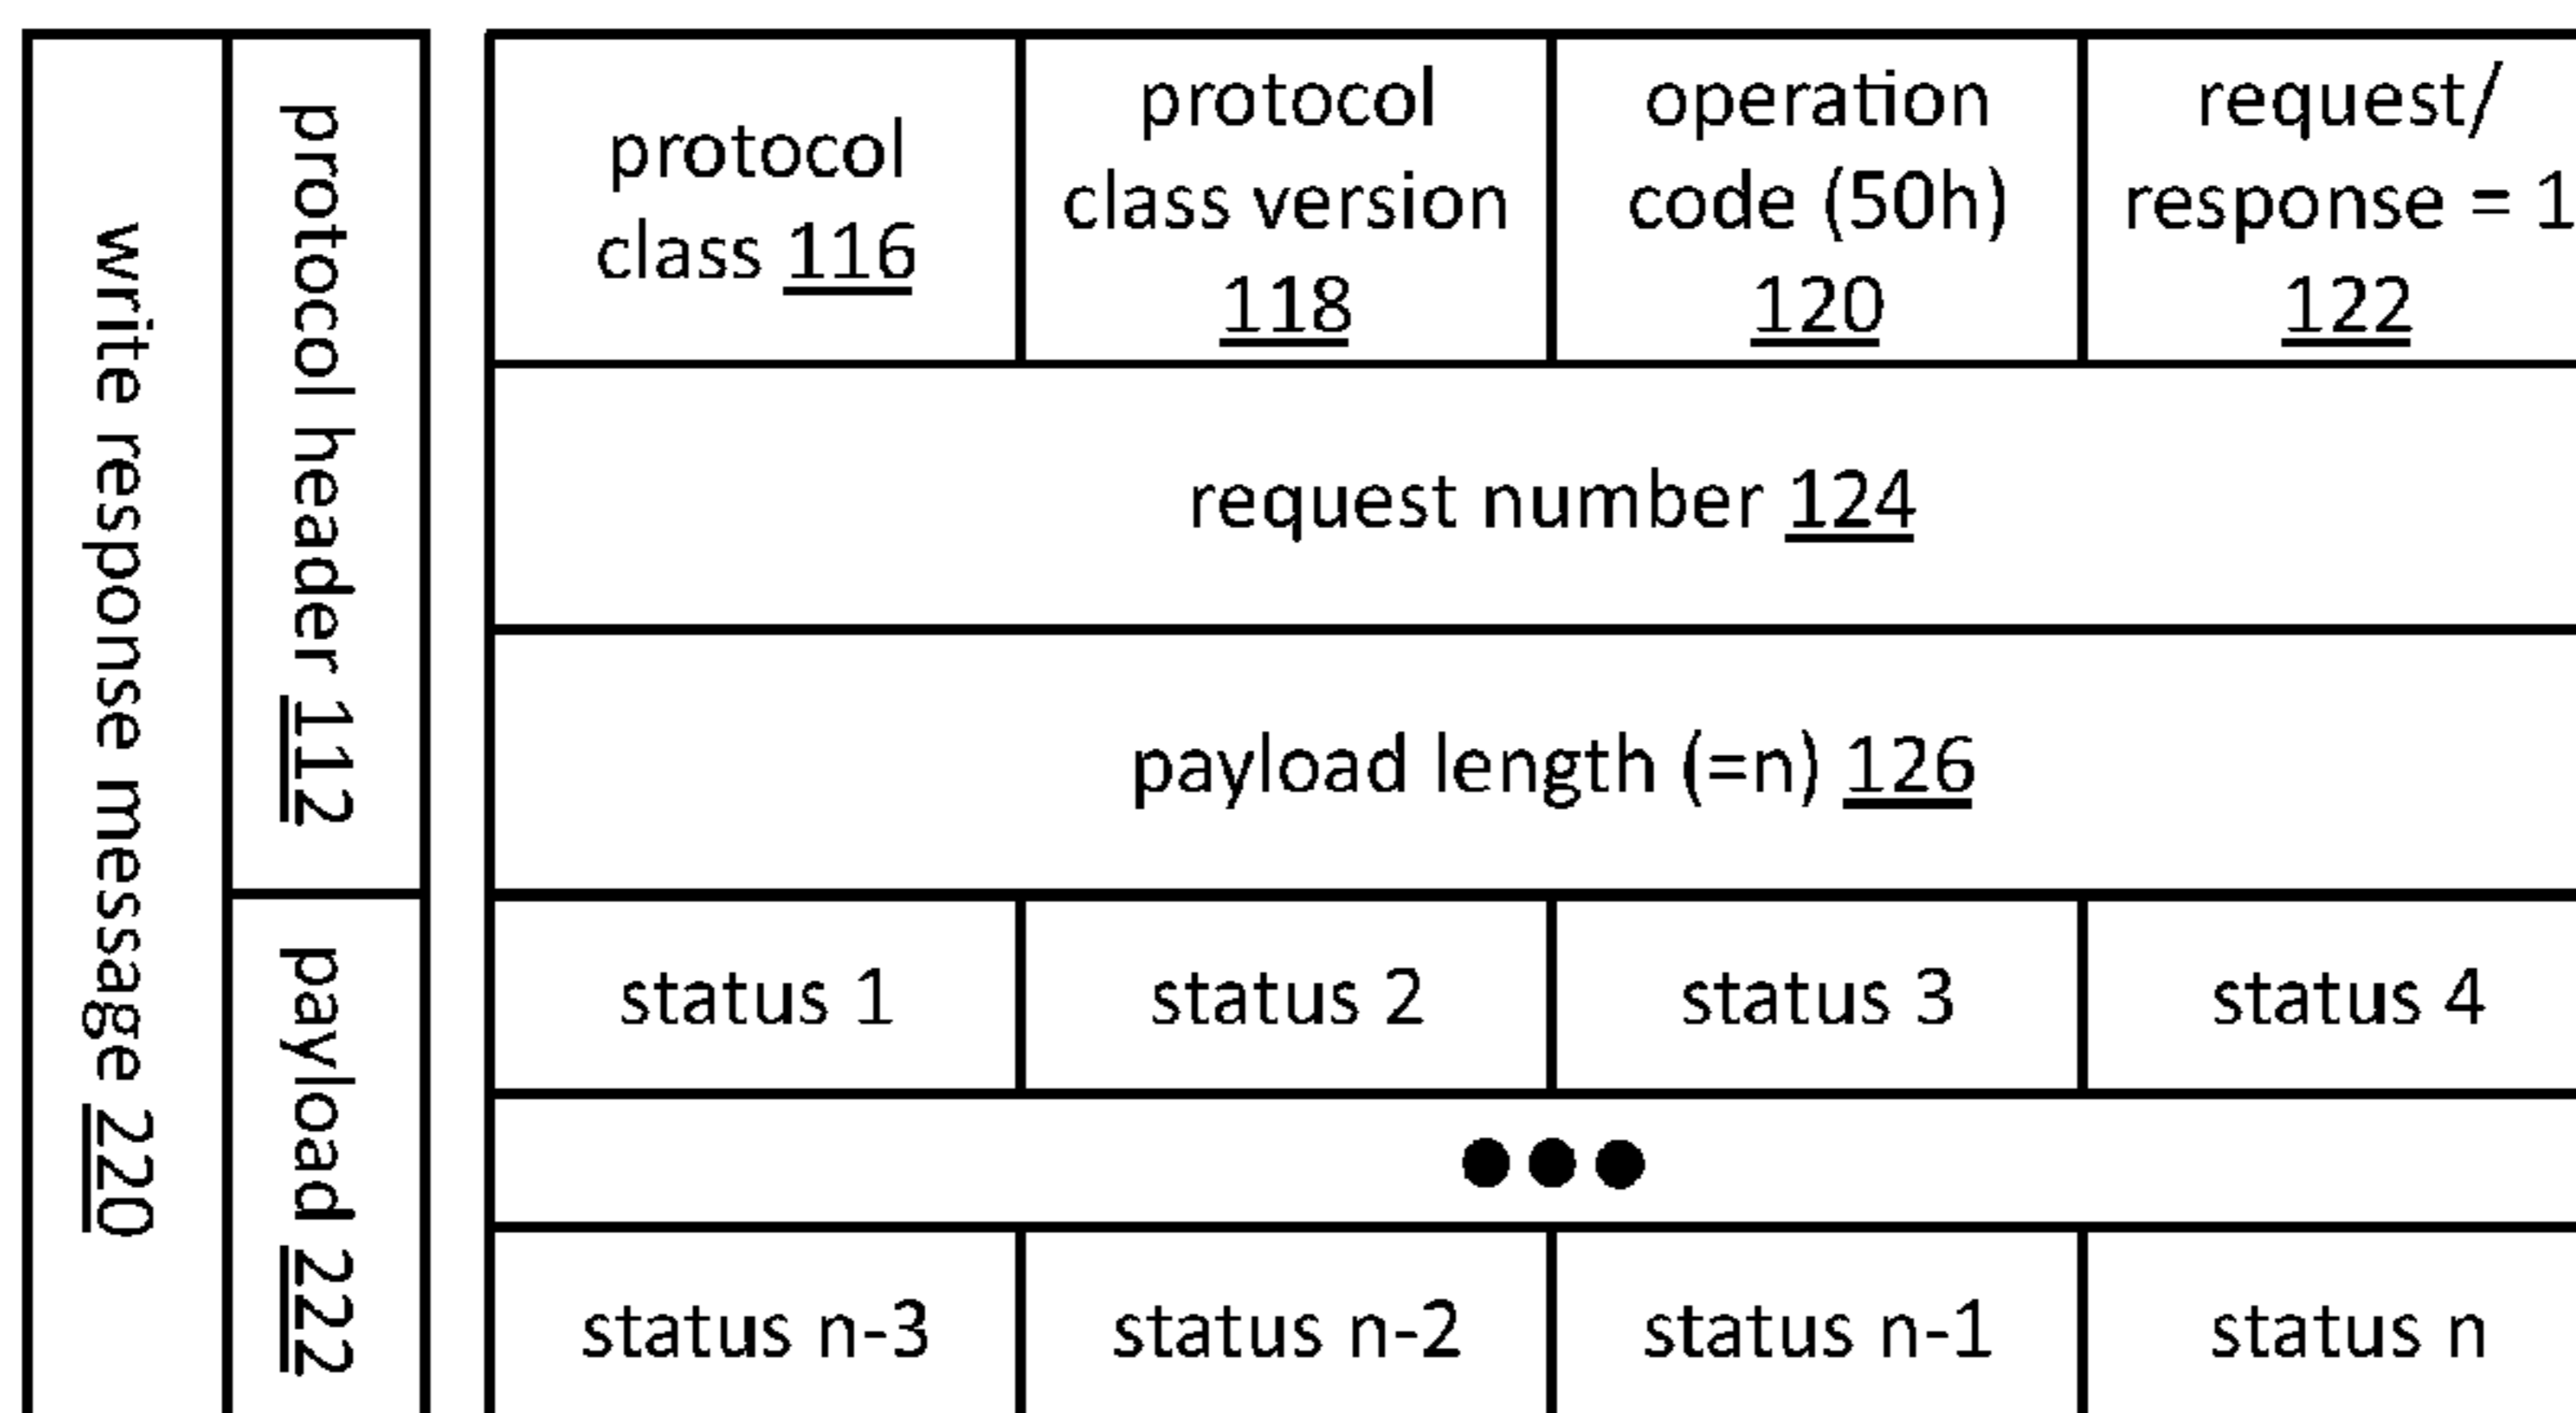 write response message 220
protocol header 112
payload 222
protocol
class 116
protocol
class version
118
operation
code (50h)
120
request/
response = 1
122
request number 124
payload length (=n) 126
status 1
status 2
status 3
status 4
status n-3
status n-2
status n-1
status n